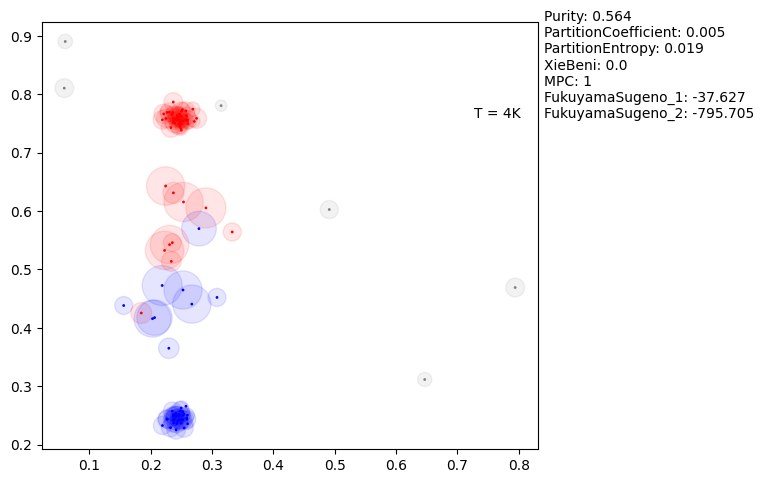 Purity: 0.564
PartitionCoefficient: 0.005
PartitionEntropy: 0.019
XieBeni: 0.0
MPC: 1
FukuyamaSugeno_1: -37.627
FukuyamaSugeno_2: -795.705
T = 4K
0.9
0.8
0.7
0.6
0.5
0.4
0.3
0.2
0.1
0.2
0.3
0.4
0.5
0.6
0.7
0.8